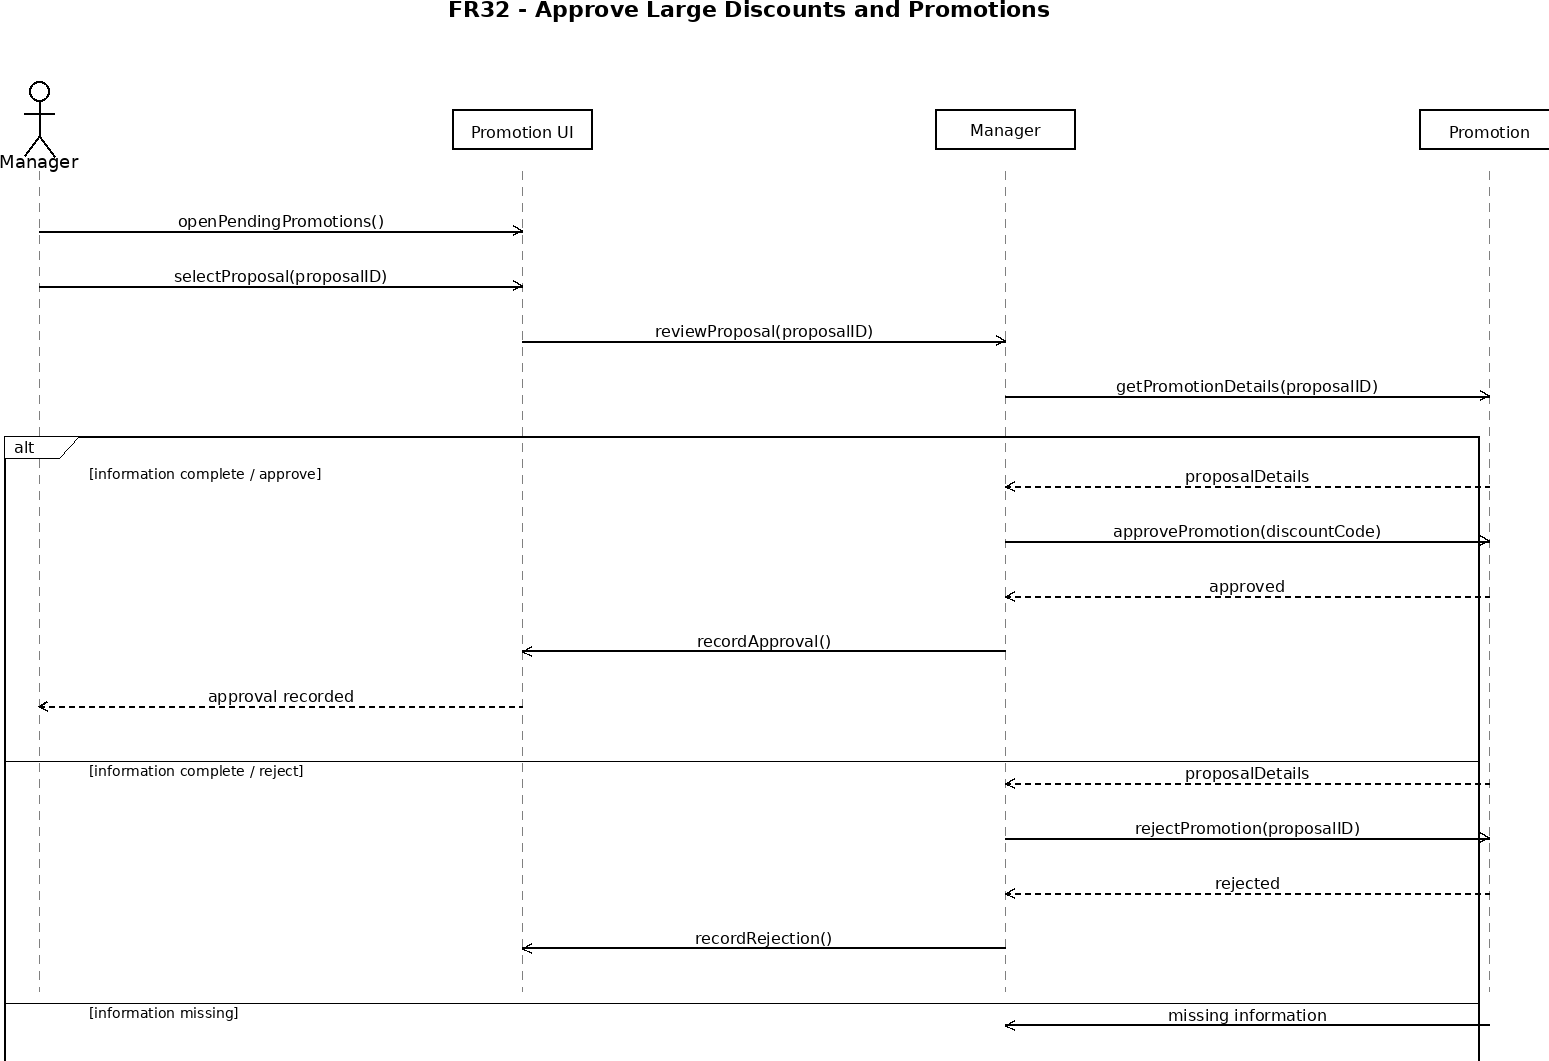 FR32 - Approve Large Discounts and Promotions
Manager
Promotion UI
Manager
Promotion
openPendingPromotions()
selectProposal(proposalID)
reviewProposal(proposalID)
getPromotionDetails(proposalID)
alt
[information complete / approve]
proposalDetails
approvePromotion(discountCode)
approved
recordApproval()
approval recorded
[information complete / reject]
proposalDetails
rejectPromotion(proposalID)
rejected
recordRejection()
[information missing]
missing information